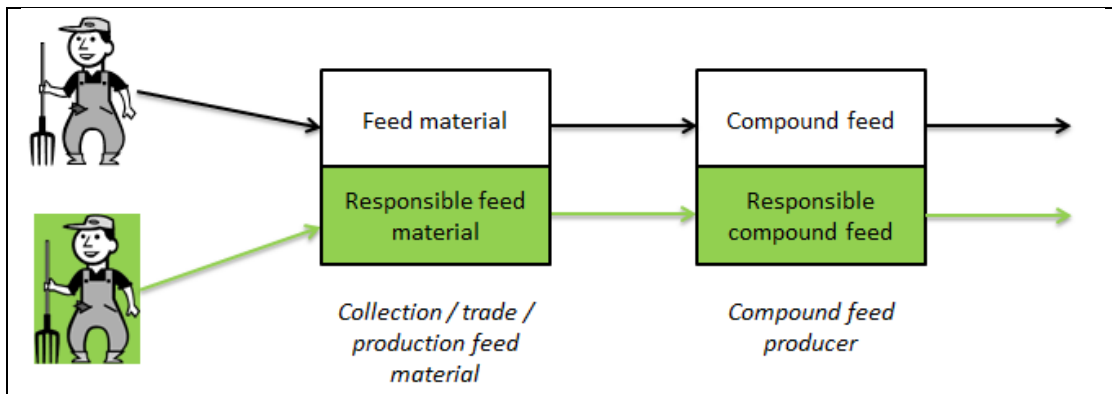 Feed material
Compound feed
Responsible feed
material
Responsible
compound feed
Collection / trade /
production feed
material
Compound feed
producer